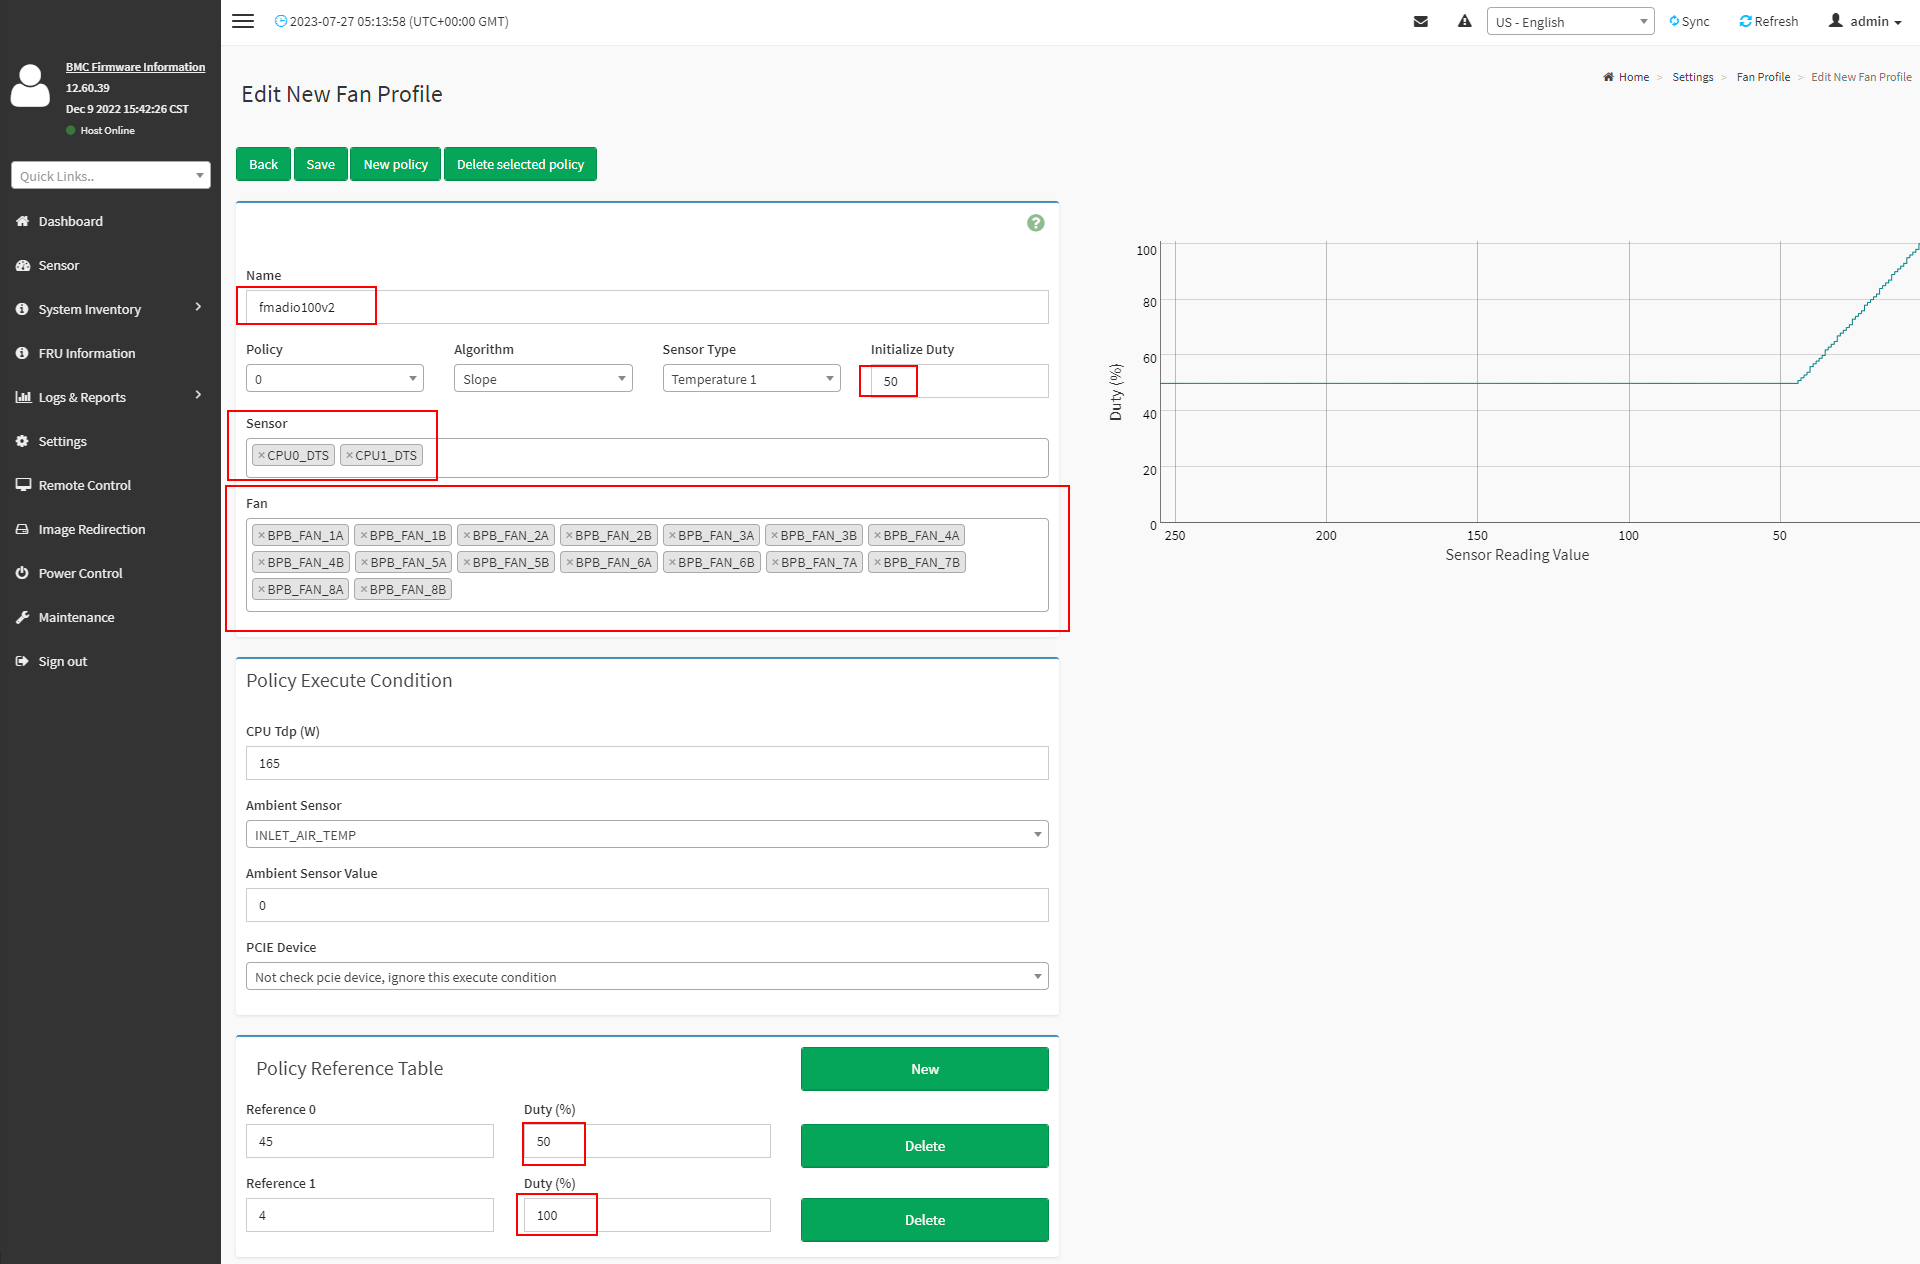 2023-07-27 05:13:58 (UTC+00:00 GMT)
US - English
Sync
Refresh
admin
BMC Firmware Information
12.60.39
Dec 9 2022 15:42:26 CST
Host Online
Quick Links..
Dashboard
Sensor
System Inventory
FRU Information
Logs & Reports
Settings
Remote Control
Image Redirection
Power Control
Maintenance
Sign out
Edit New Fan Profile
Home > Settings > Fan Profile > Edit New Fan Profile
Back
Save
New policy
Delete selected policy
?
Name
fmadio100v2
Policy
Algorithm
Sensor Type
Initialize Duty
0
Slope
Temperature 1
50
Sensor
×CPU0_DTS ×CPU1_DTS
Fan
×BPB_FAN_1A ×BPB_FAN_1B ×BPB_FAN_2A ×BPB_FAN_2B ×BPB_FAN_3A ×BPB_FAN_3B ×BPB_FAN_4A
×BPB_FAN_4B ×BPB_FAN_5A ×BPB_FAN_5B ×BPB_FAN_6A ×BPB_FAN_6B ×BPB_FAN_7A ×BPB_FAN_7B
×BPB_FAN_8A ×BPB_FAN_8B
Policy Execute Condition
CPU Tdp (W)
165
Ambient Sensor
INLET_AIR_TEMP
Ambient Sensor Value
0
PCIE Device
Not check pcie device, ignore this execute condition
Policy Reference Table
New
Reference 0
Duty (%)
45
50
Delete
Reference 1
Duty (%)
4
100
Delete
100
80
60
40
20
0
Duty (%)
250
200
150
100
50
Sensor Reading Value